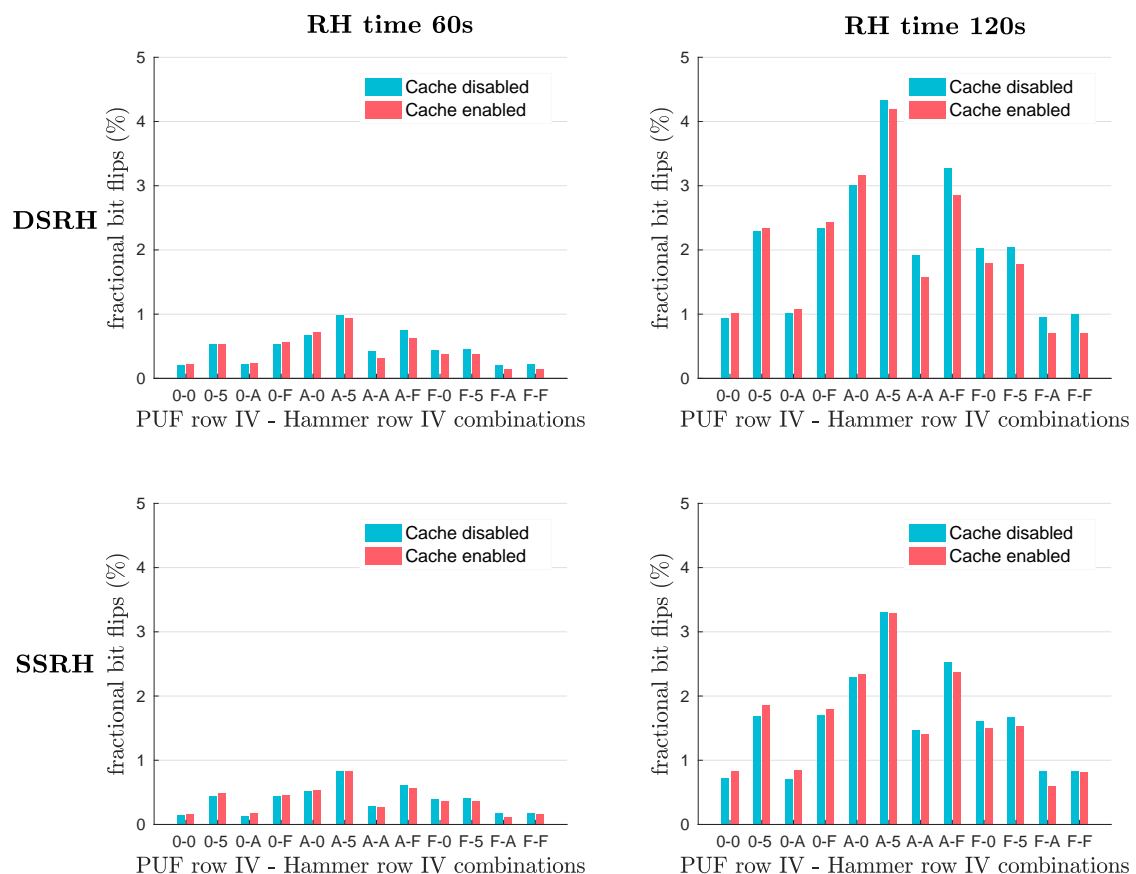 RH time 60s
RH time 120s
DSRH
fractional bit flips (%)
5
4
3
2
1
0
Cache disabled
Cache enabled
0-0 0-5 0-A 0-F A-0 A-5 A-A A-F F-0 F-5 F-A F-F
PUF row IV - Hammer row IV combinations
fractional bit flips (%)
5
4
3
2
1
0
Cache disabled
Cache enabled
0-0 0-5 0-A 0-F A-0 A-5 A-A A-F F-0 F-5 F-A F-F
PUF row IV - Hammer row IV combinations
SSRH
fractional bit flips (%)
5
4
3
2
1
0
Cache disabled
Cache enabled
0-0 0-5 0-A 0-F A-0 A-5 A-A A-F F-0 F-5 F-A F-F
PUF row IV - Hammer row IV combinations
fractional bit flips (%)
5
4
3
2
1
0
Cache disabled
Cache enabled
0-0 0-5 0-A 0-F A-0 A-5 A-A A-F F-0 F-5 F-A F-F
PUF row IV - Hammer row IV combinations